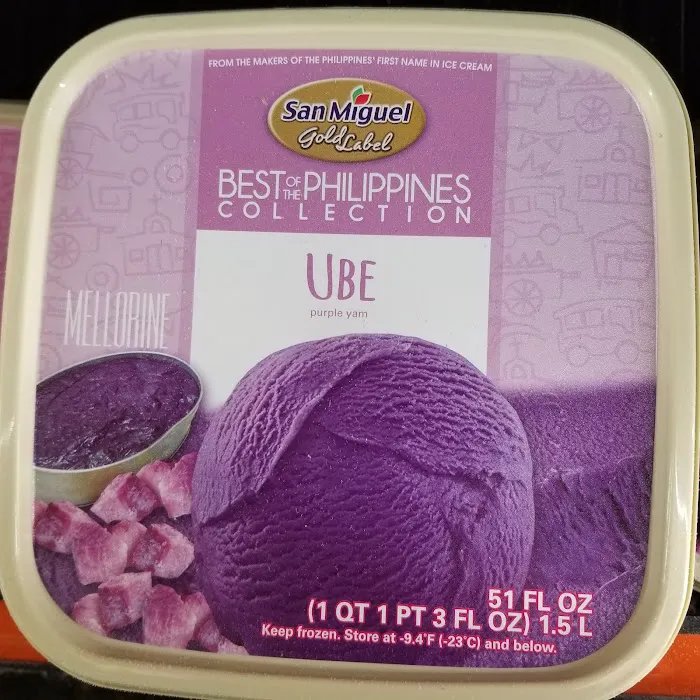 FROM THE MAKERS OF THE PHILIPPINES' FIRST NAME IN ICE CREAM
San Miguel
Gold Label
BEST OF THE PHILIPPINES
COLLECTION
UBE
purple yam
MELLORINE
51 FL OZ
(1 QT 1 PT 3 FL OZ) 1.5 L
Keep frozen. Store at -9.4°F (-23°C) and below.